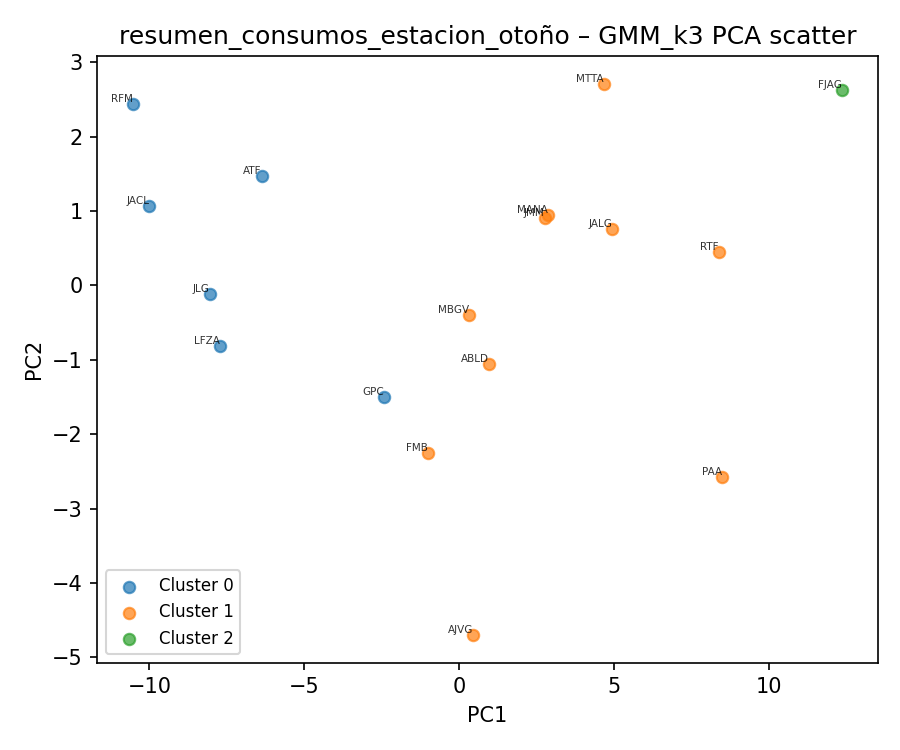 resumen_consumos_estacion_otoño – GMM_k3 PCA scatter
3
2
1
0
−1
−2
−3
−4
−5
PC2
MTTA
FJAG
RFM
ATF
JACL
MANA
JALG
RTF
JLG
MBGV
LFZA
ABLD
GPC
FMB
PAA
AJVG
Cluster 0
Cluster 1
Cluster 2
−10
−5
0
5
10
PC1